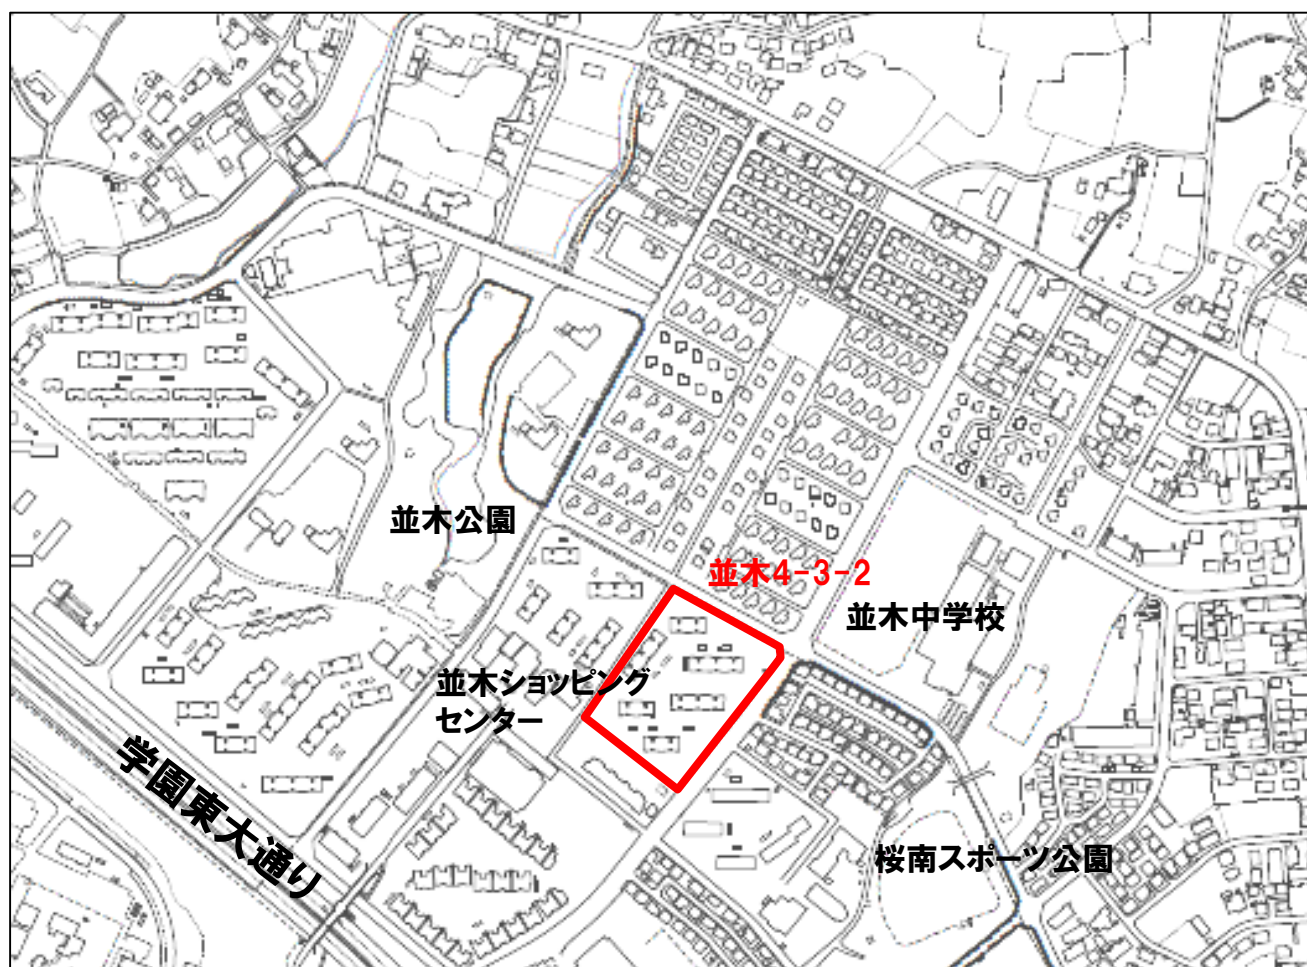 並木公園
並木4-3-2
並木中学校
並木ショッピング
センター
学園東大通り
桜南スポーツ公園